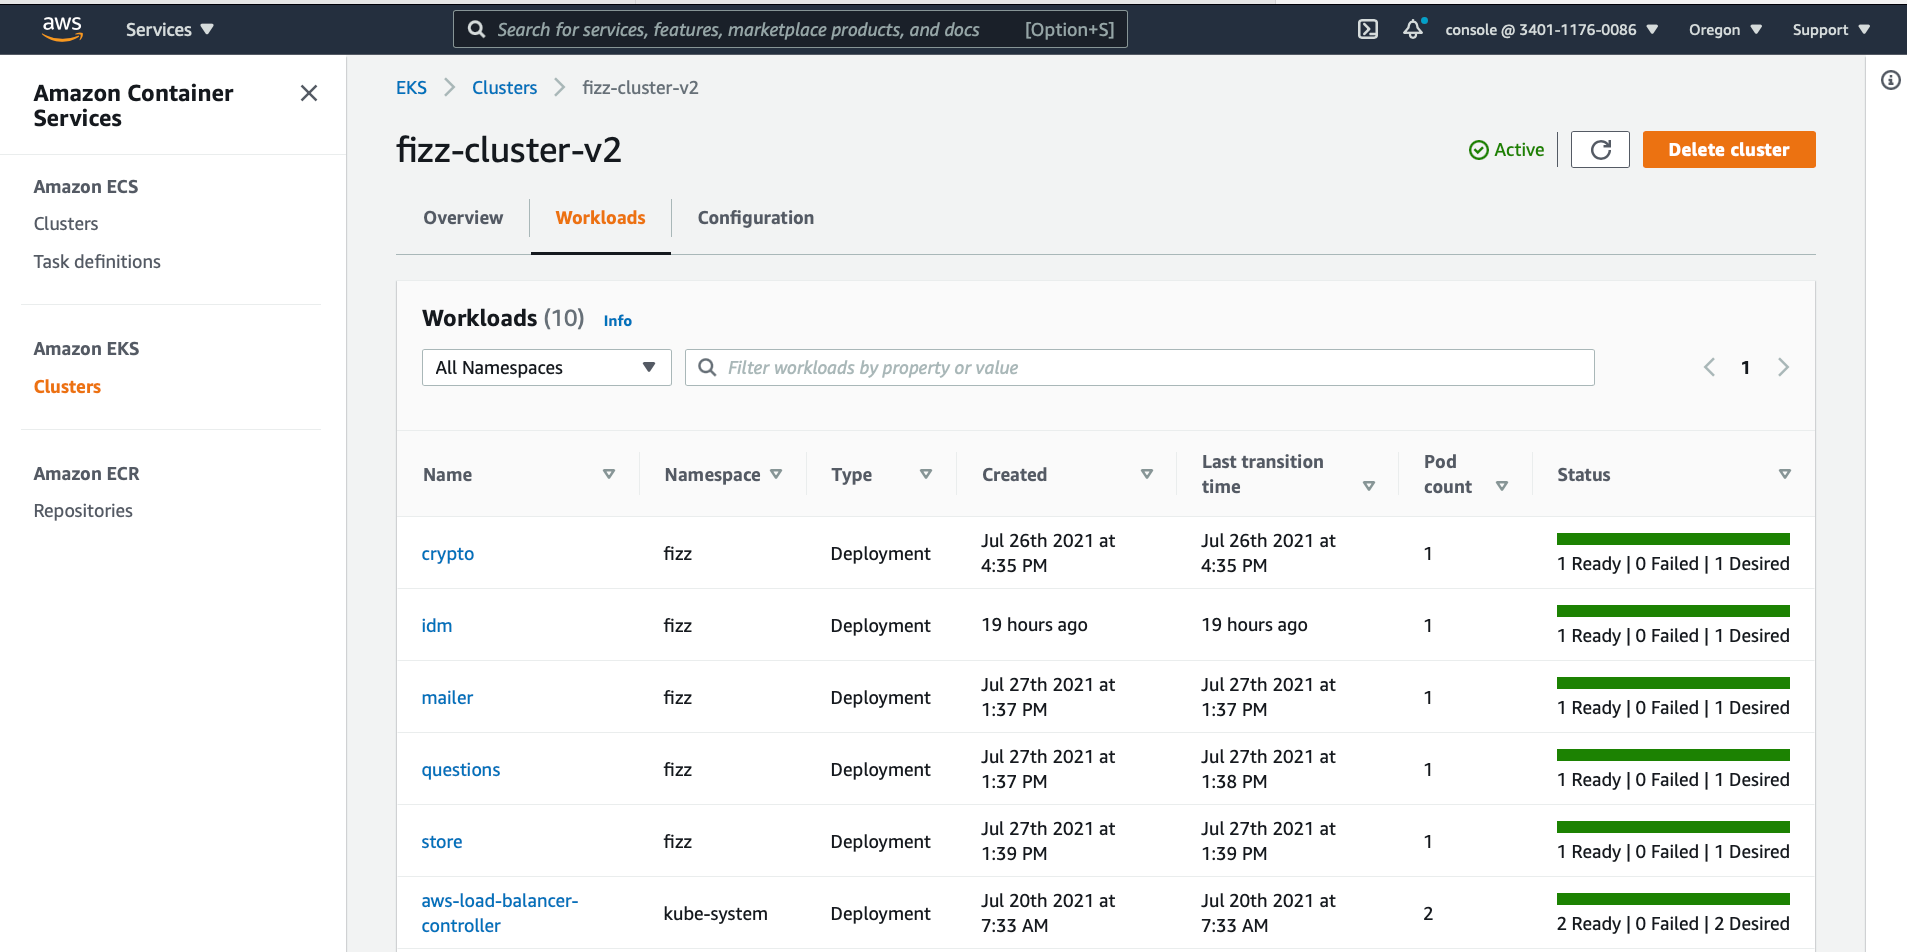 aws
Services
Search for services, features, marketplace products, and docs [Option+S]
console @ 3401-1176-0086
Oregon
Support
Amazon Container
Services
Amazon ECS
Clusters
Task definitions
Amazon EKS
Clusters
Amazon ECR
Repositories
EKS
Clusters
fizz-cluster-v2
fizz-cluster-v2
Active
Delete cluster
Overview
Workloads
Configuration
Workloads (10) Info
All Namespaces
Filter workloads by property or value
1
Name
Namespace
Type
Created
Last transition
time
Pod
count
Status
crypto
fizz
Deployment
Jul 26th 2021 at
4:35 PM
Jul 26th 2021 at
4:35 PM
1
1 Ready | 0 Failed | 1 Desired
idm
fizz
Deployment
19 hours ago
19 hours ago
1
1 Ready | 0 Failed | 1 Desired
mailer
fizz
Deployment
Jul 27th 2021 at
1:37 PM
Jul 27th 2021 at
1:37 PM
1
1 Ready | 0 Failed | 1 Desired
questions
fizz
Deployment
Jul 27th 2021 at
1:37 PM
Jul 27th 2021 at
1:38 PM
1
1 Ready | 0 Failed | 1 Desired
store
fizz
Deployment
Jul 27th 2021 at
1:39 PM
Jul 27th 2021 at
1:39 PM
1
1 Ready | 0 Failed | 1 Desired
aws-load-balancer-
controller
kube-system
Deployment
Jul 20th 2021 at
7:33 AM
Jul 20th 2021 at
7:33 AM
2
2 Ready | 0 Failed | 2 Desired